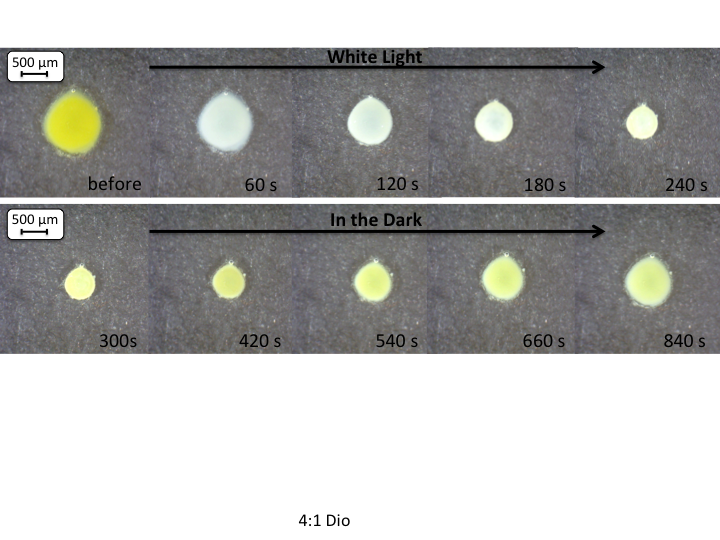 500 µm
White Light
before
60 s
120 s
180 s
240 s
500 µm
In the Dark
300s
420 s
540 s
660 s
840 s
4:1 Dio